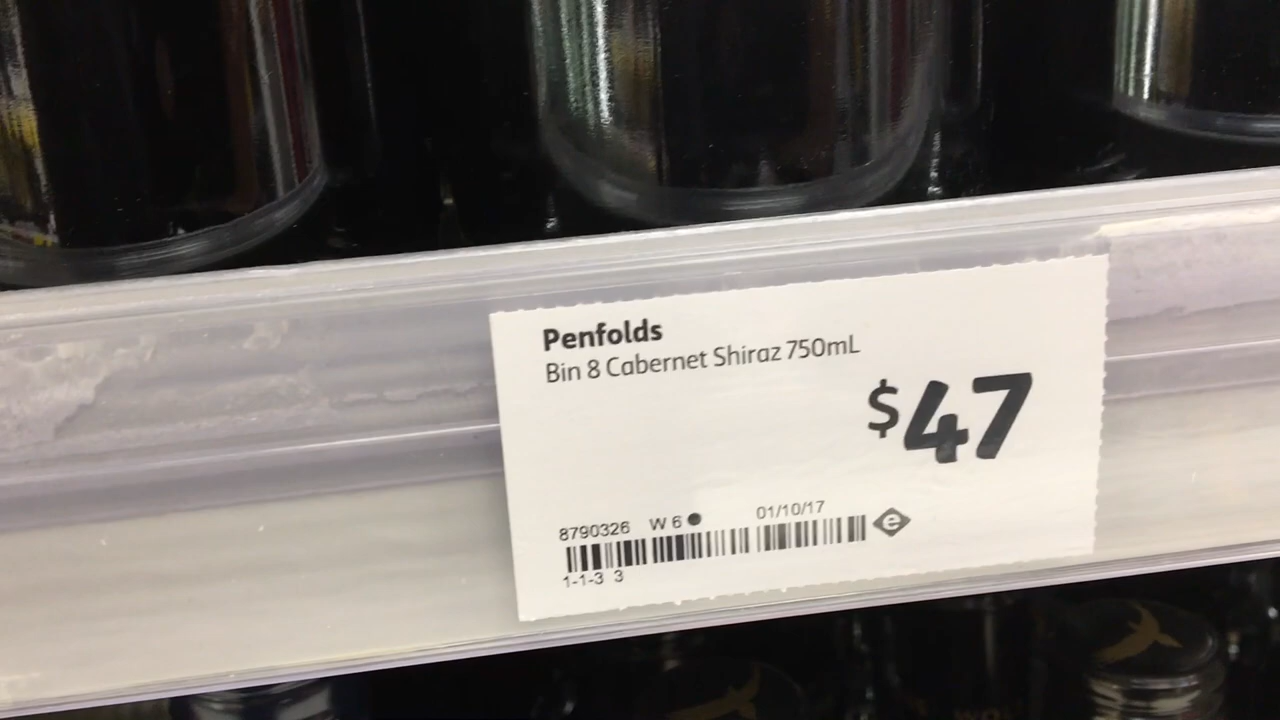 Penfolds
Bin 8 Cabernet Shiraz 750mL
$47
8790326 W 6 ● 01/10/17
e
1-1-3 3